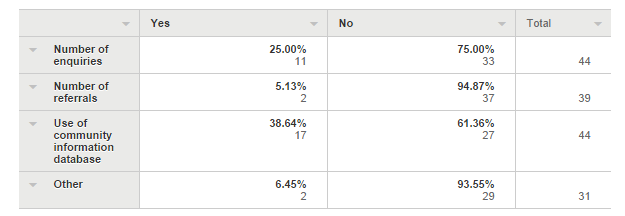 Yes No Total
Number of enquiries 25.00% 75.00%
11 33 44
Number of referrals 5.13% 94.87%
2 37 39
Use of community information database 38.64% 61.36%
17 27 44
Other 6.45% 93.55%
2 29 31